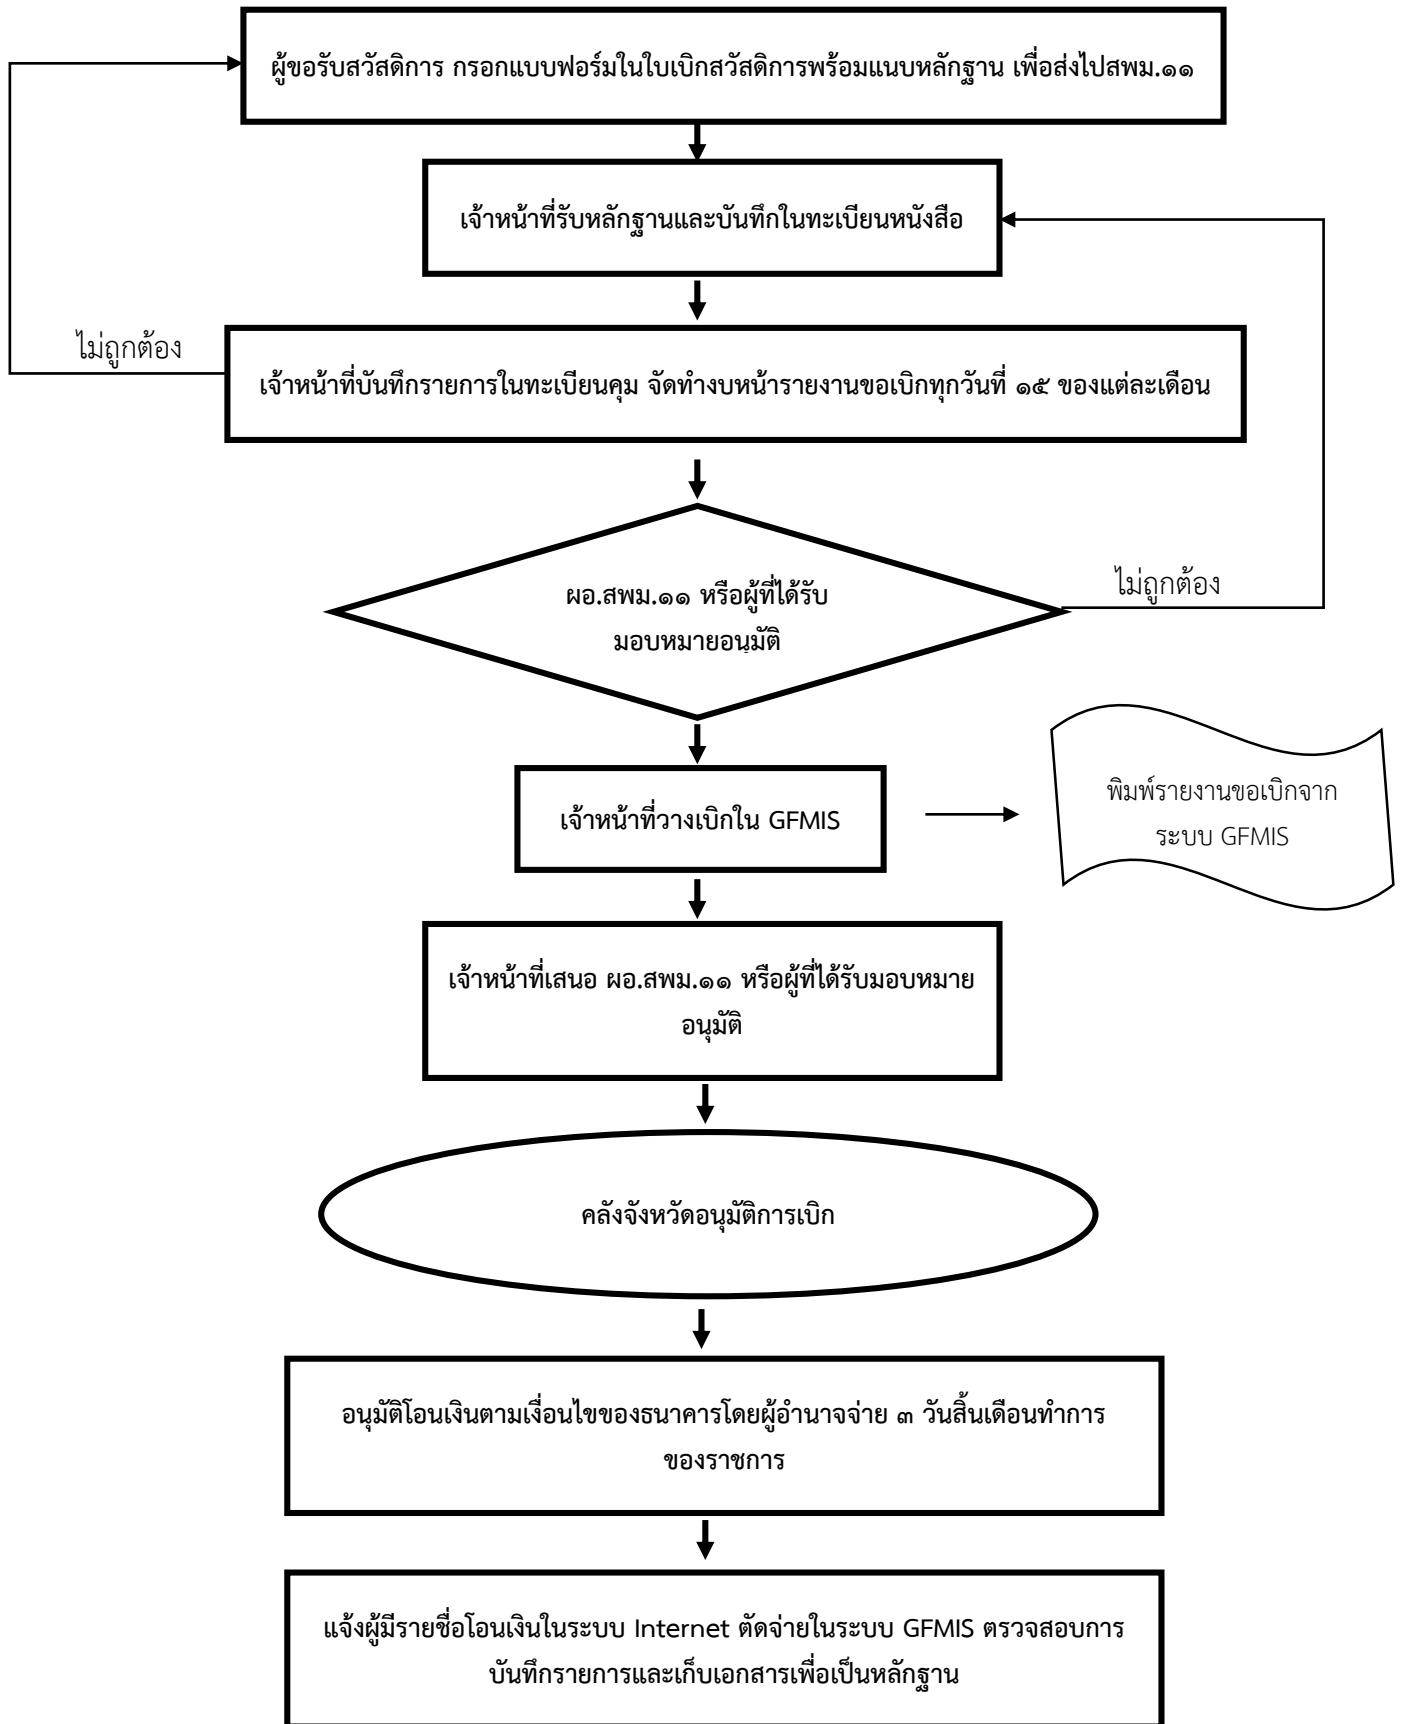 ผู้ขอรับสวัสดิการ กรอกแบบฟอร์มในใบเบิกสวัสดิการพร้อมแนบหลักฐาน เพื่อส่งไปสพม.๑๑
เจ้าหน้าที่รับหลักฐานและบันทึกในทะเบียนหนังสือ
ไม่ถูกต้อง
เจ้าหน้าที่บันทึกรายการในทะเบียนคุม จัดทำงบหน้ารายงานขอเบิกทุกวันที่ ๑๕ ของแต่ละเดือน
ไม่ถูกต้อง
ผอ.สพม.๑๑ หรือผู้ที่ได้รับ
มอบหมายอนุมัติ
พิมพ์รายงานขอเบิกจาก
ระบบ GFMIS
เจ้าหน้าที่วางเบิกใน GFMIS
เจ้าหน้าที่เสนอ ผอ.สพม.๑๑ หรือผู้ที่ได้รับมอบหมาย
อนุมัติ
คลังจังหวัดอนุมัติการเบิก
อนุมัติโอนเงินตามเงื่อนไขของธนาคารโดยผู้อำนาจจ่าย ๓ วันสิ้นเดือนทำการ
ของราชการ
แจ้งผู้มีรายชื่อโอนเงินในระบบ Internet ตัดจ่ายในระบบ GFMIS ตรวจสอบการ
บันทึกรายการและเก็บเอกสารเพื่อเป็นหลักฐาน